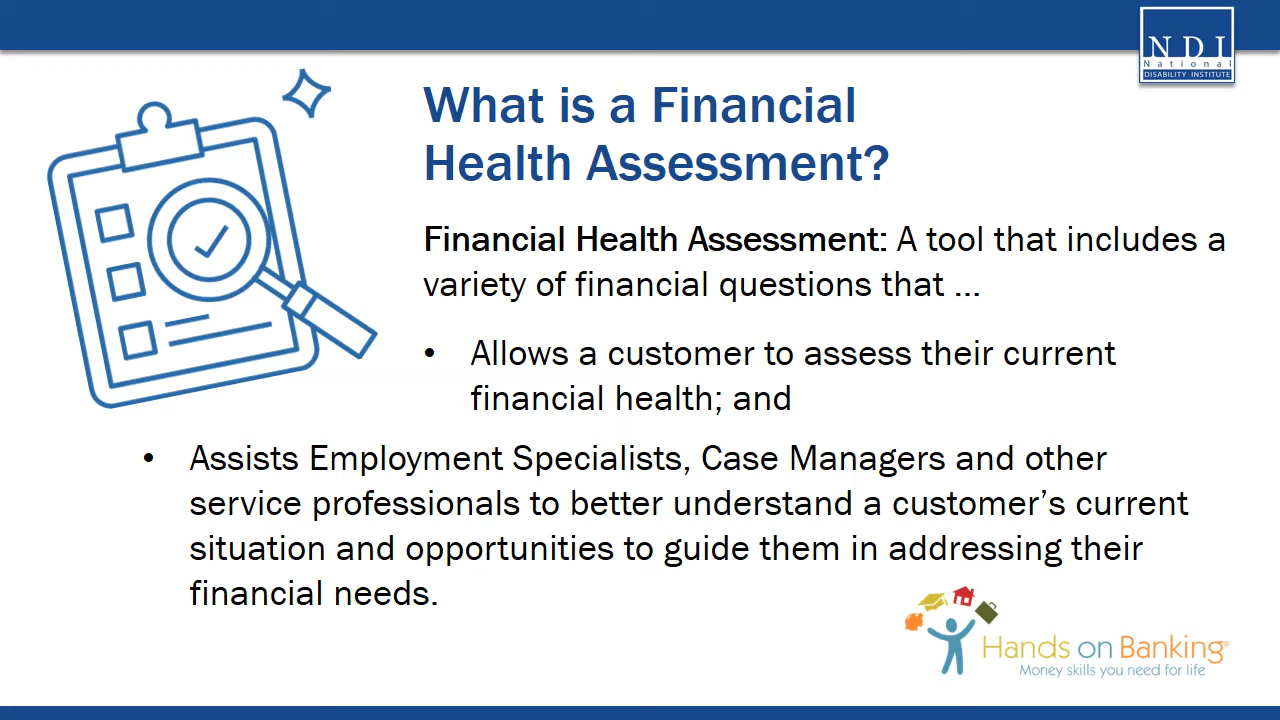 NDI
National
DISABILITY INSTITUTE
What is a Financial
Health Assessment?
Financial Health Assessment: A tool that includes a
variety of financial questions that ...
• Allows a customer to assess their current
financial health; and
• Assists Employment Specialists, Case Managers and other
service professionals to better understand a customer’s current
situation and opportunities to guide them in addressing their
financial needs.
Hands on Banking®
Money skills you need for life